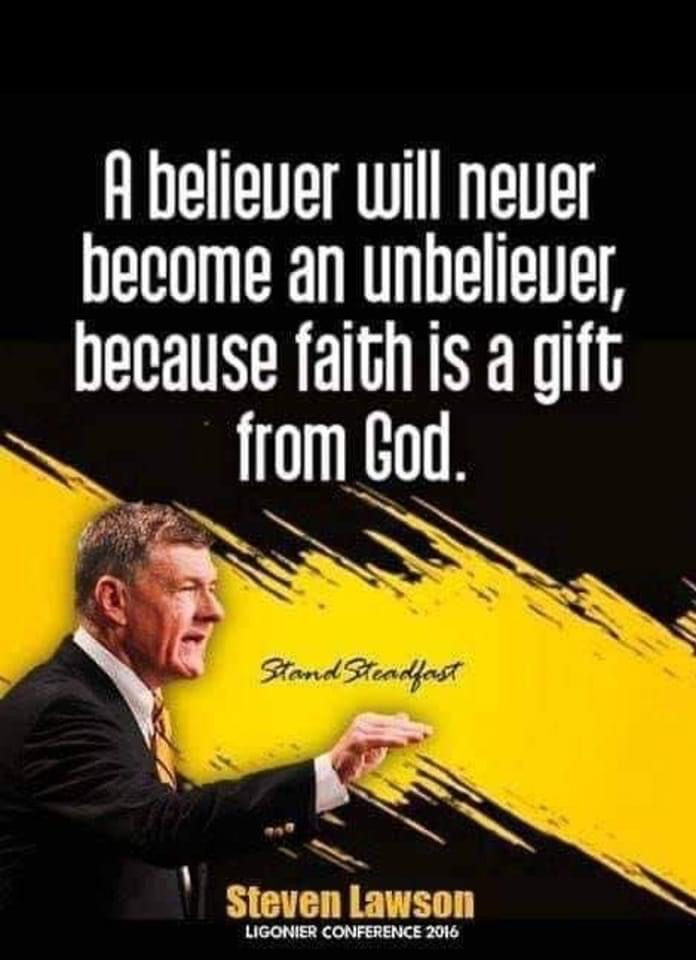 A believer will never
become an unbeliever,
because faith is a gift
from God.
Stand Steadfast
Steven Lawson
LIGONIER CONFERENCE 2016